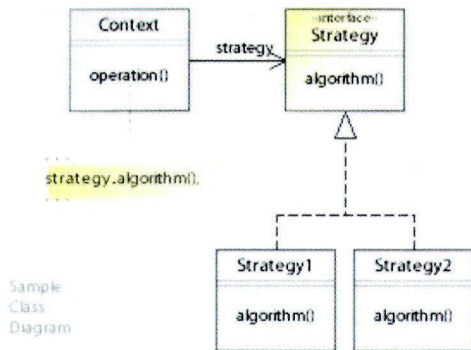 Context
operation()
strategy
«interface»
Strategy
algorithm()
strategy.algorithm();
Strategy1
algorithm()
Strategy2
algorithm()
Sample
Class
Diagram